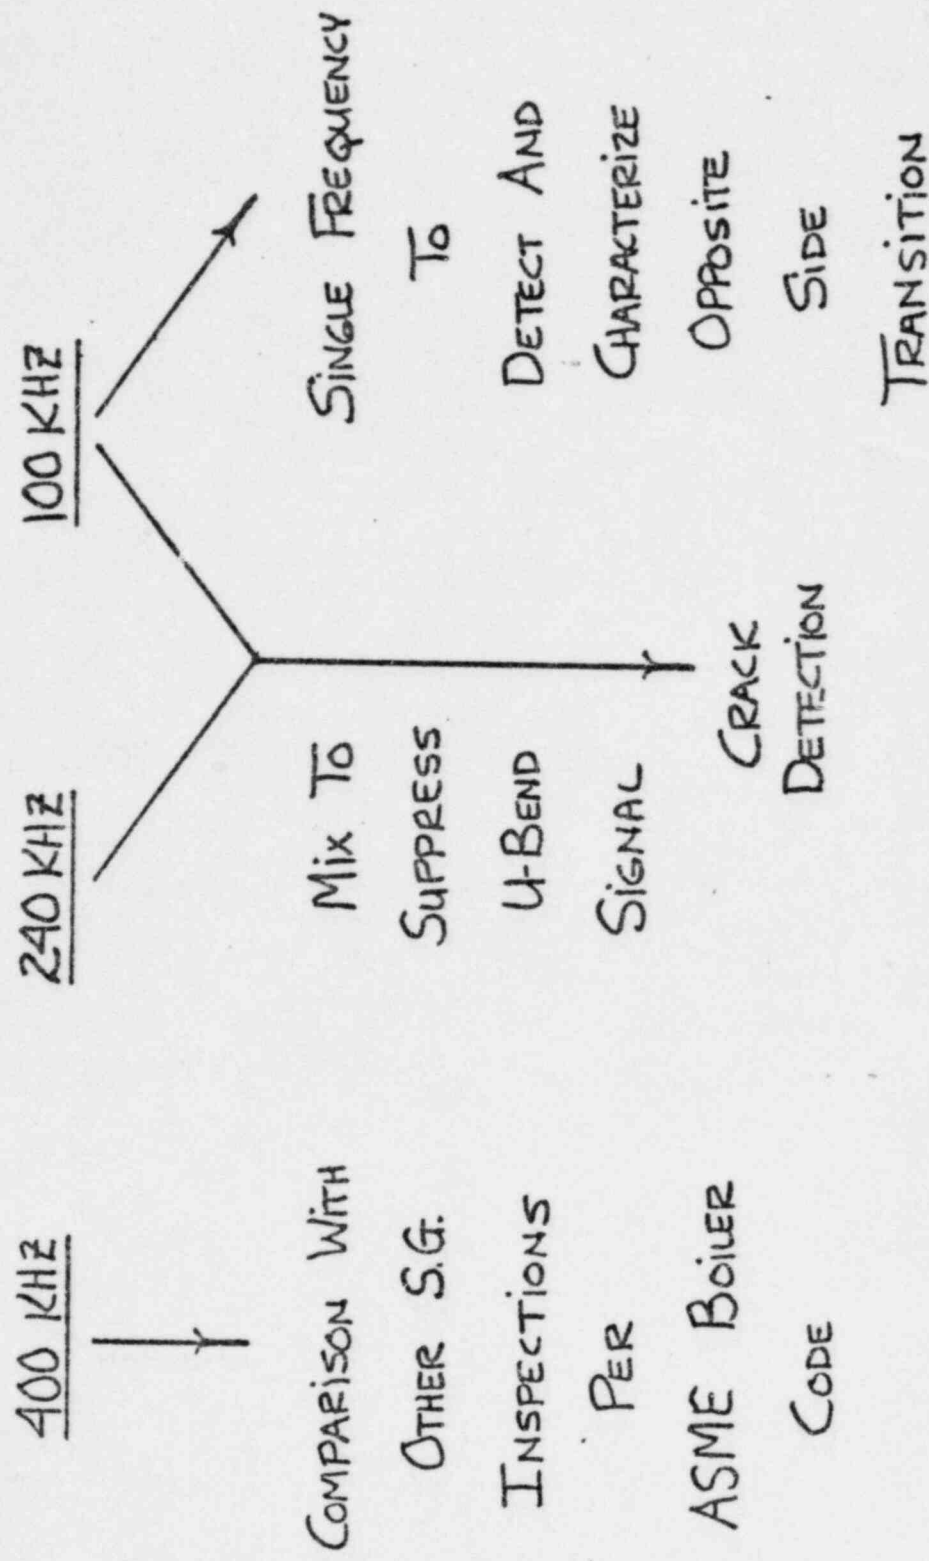 400 KHZ
COMPARISON WITH
OTHER S.G.
INSPECTIONS
PER
ASME BOILER
CODE
240 KHZ
MIX TO
SUPPRESS
U-BEND
SIGNAL
CRACK
DETECTION
100 KHZ
SINGLE FREQUENCY
TO
DETECT AND
CHARACTERIZE
OPPOSITE
SIDE
TRANSITION